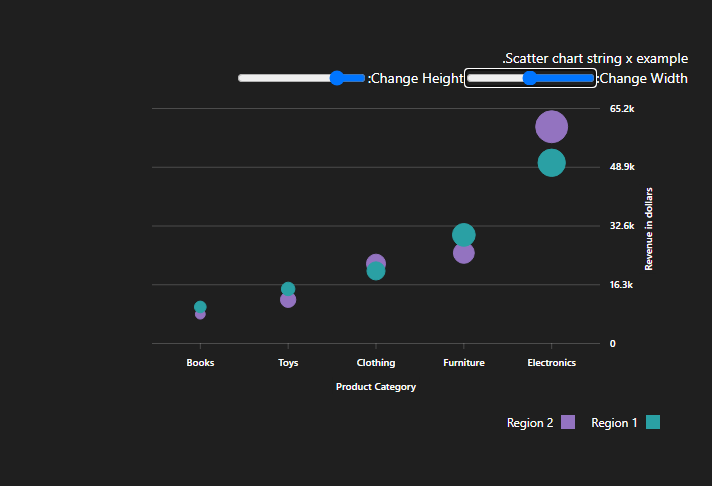 .Scatter chart string x example
:Change Width :Change Height
65.2k
48.9k
32.6k
16.3k
0
Revenue in dollars
Books Toys Clothing Furniture Electronics
Product Category
Region 2 Region 1